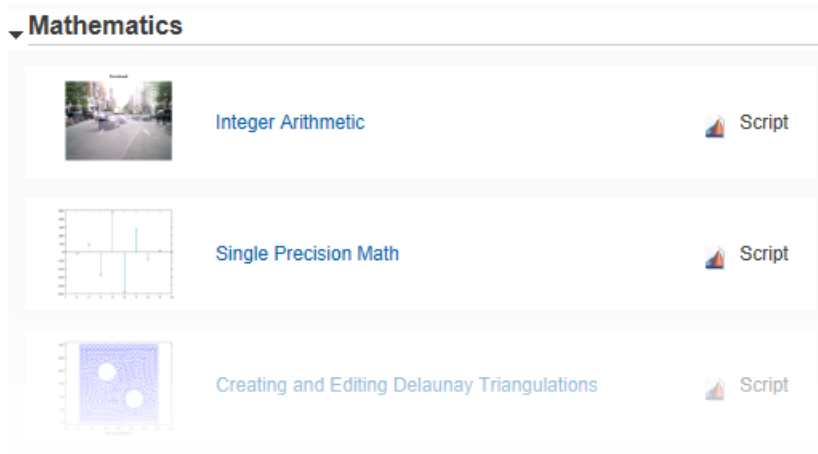 Mathematics
Integer Arithmetic
Script
Single Precision Math
Script
Creating and Editing Delaunay Triangulations
Script